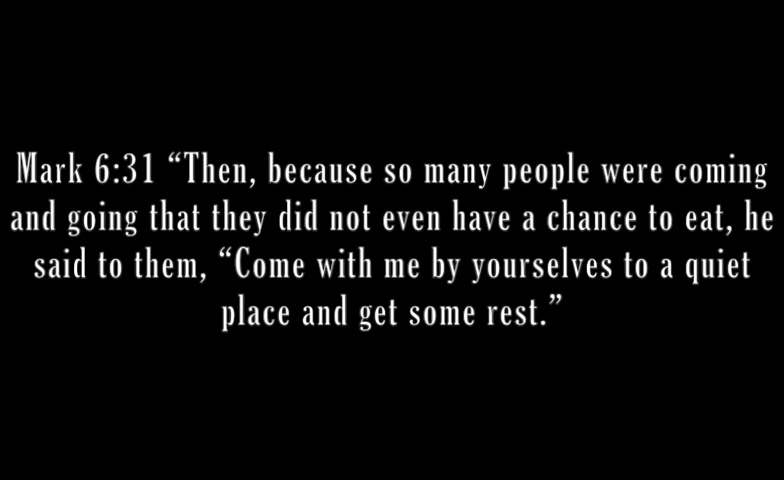 Mark 6:31 “Then, because so many people were coming
and going that they did not even have a chance to eat, he
said to them, “Come with me by yourselves to a quiet
place and get some rest.”